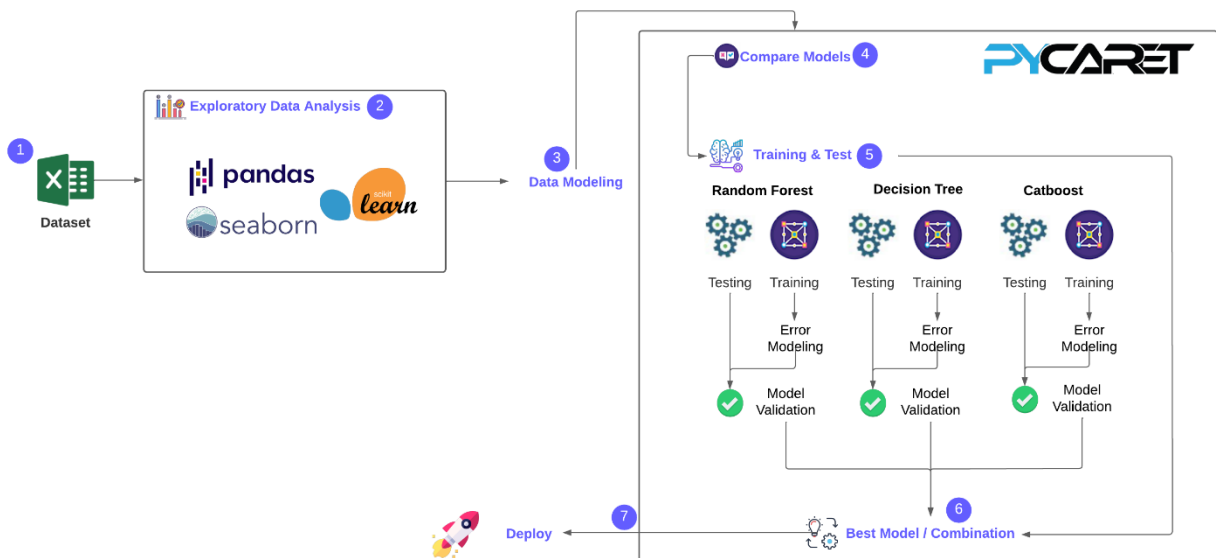 1
Dataset
Exploratory Data Analysis 2
pandas
seaborn
scikit
learn
3
Data Modeling
PYCARET
Compare Models 4
Training & Test 5
Random Forest
Decision Tree
Catboost
Testing
Training
Testing
Training
Testing
Training
Error
Modeling
Error
Modeling
Error
Modeling
Model
Validation
Model
Validation
Model
Validation
6
Best Model / Combination
7
Deploy